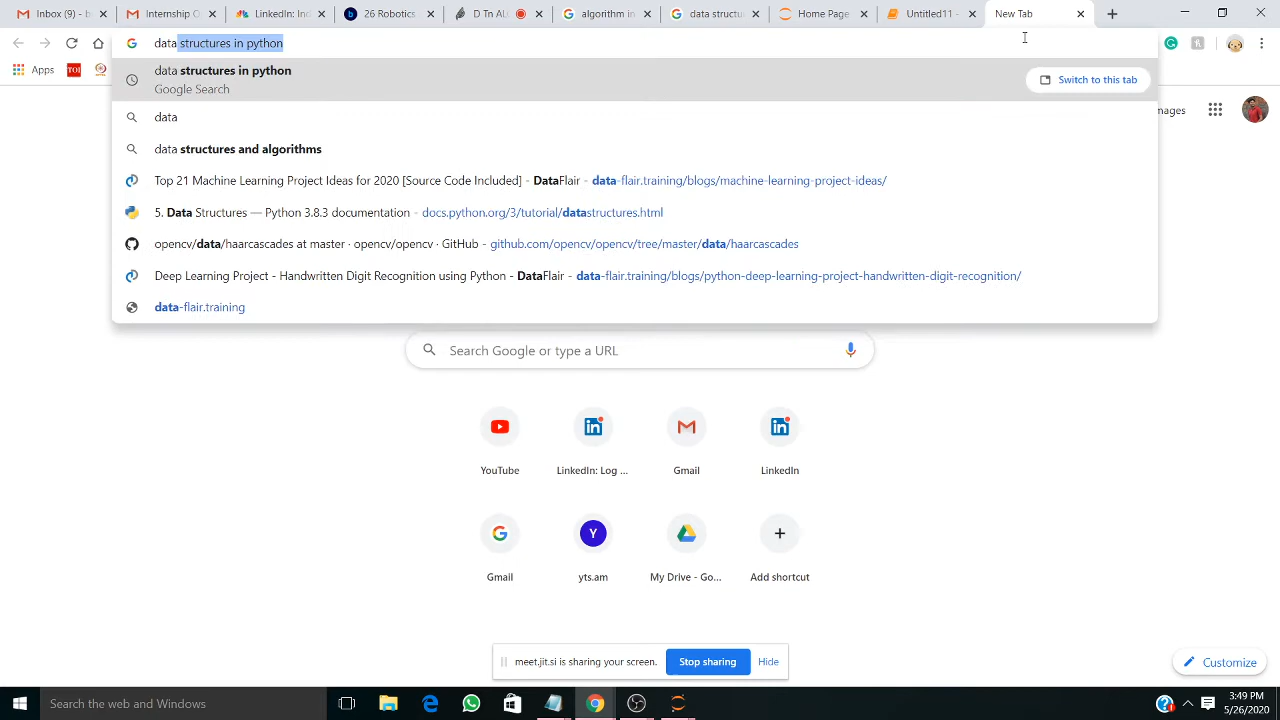 Inbox (9) - h
Internship O
LinkedIn: Lo
26 Robotics
D Tn AL
algorithm in
data structu
Home Page
Untitled11 -
New Tab
data structures in python
Apps
TOI
data structures in python
Google Search
Switch to this tab
data
mages
data structures and algorithms
Top 21 Machine Learning Project Ideas for 2020 [Source Code Included] - DataFlair - data-flair.training/blogs/machine-learning-project-ideas/
5. Data Structures — Python 3.8.3 documentation - docs.python.org/3/tutorial/datastructures.html
opencv/data/haarcascades at master · opencv/opencv · GitHub - github.com/opencv/opencv/tree/master/data/haarcascades
Deep Learning Project - Handwritten Digit Recognition using Python - DataFlair - data-flair.training/blogs/python-deep-learning-project-handwritten-digit-recognition/
data-flair.training
Search Google or type a URL
YouTube
LinkedIn: Log ...
Gmail
LinkedIn
Y
Gmail
yts.am
My Drive - Go...
Add shortcut
meet.jit.si is sharing your screen.
Stop sharing
Hide
Customize
Search the web and Windows
3:49 PM
5/26/2020